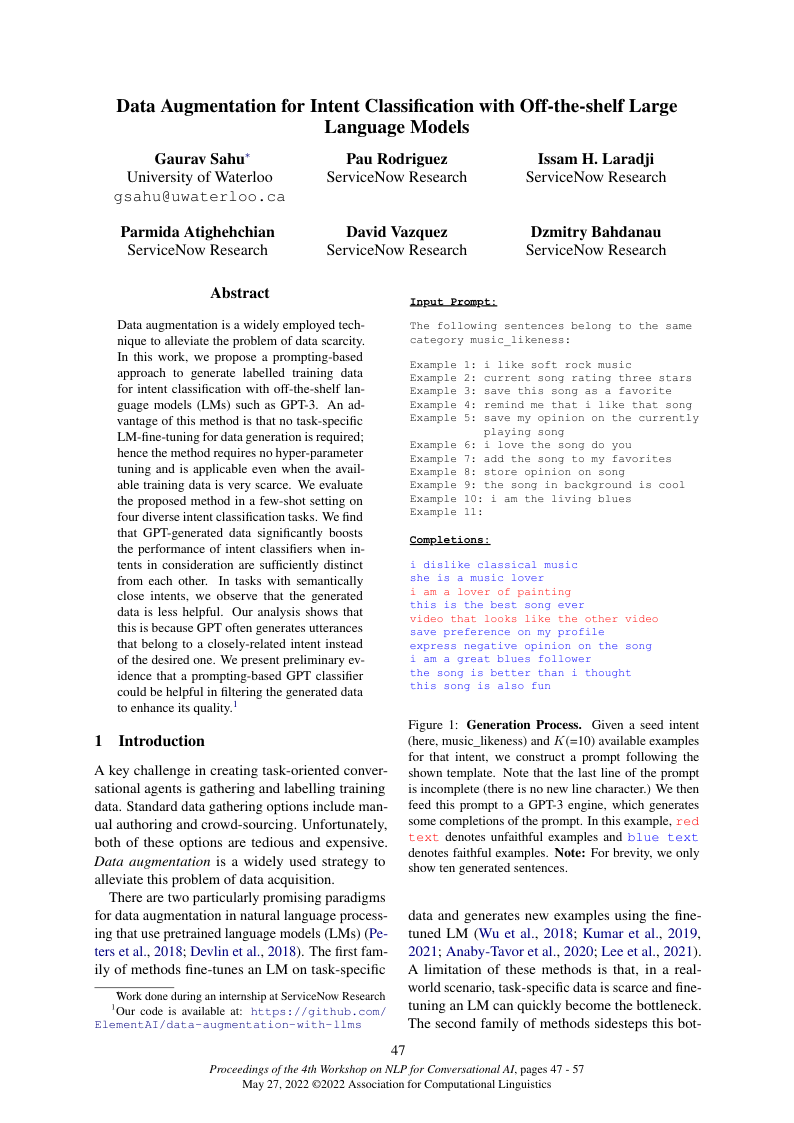 Data Augmentation for Intent Classification with Off-the-shelf Large
Language Models
Gaurav Sahu*
University of Waterloo
gsahu@uwaterloo.ca
Pau Rodriguez
ServiceNow Research
Issam H. Laradji
ServiceNow Research
Parmida Atighehchian
ServiceNow Research
David Vazquez
ServiceNow Research
Dzmitry Bahdanau
ServiceNow Research
Abstract
Data augmentation is a widely employed tech-
nique to alleviate the problem of data scarcity.
In this work, we propose a prompting-based
approach to generate labelled training data
for intent classification with off-the-shelf lan-
guage models (LMs) such as GPT-3. An ad-
vantage of this method is that no task-specific
LM-fine-tuning for data generation is required;
hence the method requires no hyper-parameter
tuning and is applicable even when the avail-
able training data is very scarce. We evaluate
the proposed method in a few-shot setting on
four diverse intent classification tasks. We find
that GPT-generated data significantly boosts
the performance of intent classifiers when in-
tents in consideration are sufficiently distinct
from each other. In tasks with semantically
close intents, we observe that the generated
data is less helpful. Our analysis shows that
this is because GPT often generates utterances
that belong to a closely-related intent instead
of the desired one. We present preliminary ev-
idence that a prompting-based GPT classifier
could be helpful in filtering the generated data
to enhance its quality.1
1 Introduction
A key challenge in creating task-oriented conver-
sational agents is gathering and labelling training
data. Standard data gathering options include man-
ual authoring and crowd-sourcing. Unfortunately,
both of these options are tedious and expensive.
Data augmentation is a widely used strategy to
alleviate this problem of data acquisition.
There are two particularly promising paradigms
for data augmentation in natural language process-
ing that use pretrained language models (LMs) (Pe-
ters et al., 2018; Devlin et al., 2018). The first fam-
ily of methods fine-tunes an LM on task-specific
*Work done during an internship at ServiceNow Research
1Our code is available at: https://github.com/
ElementAI/data-augmentation-with-llms
Input Prompt:
The following sentences belong to the same
category music_likeness:
Example 1: i like soft rock music
Example 2: current song rating three stars
Example 3: save this song as a favorite
Example 4: remind me that i like that song
Example 5: save my opinion on the currently
playing song
Example 6: i love the song do you
Example 7: add the song to my favorites
Example 8: store opinion on song
Example 9: the song in background is cool
Example 10: i am the living blues
Example 11:
Completions:
i dislike classical music
she is a music lover
i am a lover of painting
this is the best song ever
video that looks like the other video
save preference on my profile
express negative opinion on the song
i am a great blues follower
the song is better than i thought
this song is also fun
Figure 1: Generation Process. Given a seed intent
(here, music_likeness) and K(=10) available examples
for that intent, we construct a prompt following the
shown template. Note that the last line of the prompt
is incomplete (there is no new line character.) We then
feed this prompt to a GPT-3 engine, which generates
some completions of the prompt. In this example, red
text denotes unfaithful examples and blue text
denotes faithful examples. Note: For brevity, we only
show ten generated sentences.
data and generates new examples using the fine-
tuned LM (Wu et al., 2018; Kumar et al., 2019,
2021; Anaby-Tavor et al., 2020; Lee et al., 2021).
A limitation of these methods is that, in a real-
world scenario, task-specific data is scarce and fine-
tuning an LM can quickly become the bottleneck.
The second family of methods sidesteps this bot-
47
Proceedings of the 4th Workshop on NLP for Conversational AI, pages 47 - 57
May 27, 2022 ©2022 Association for Computational Linguistics